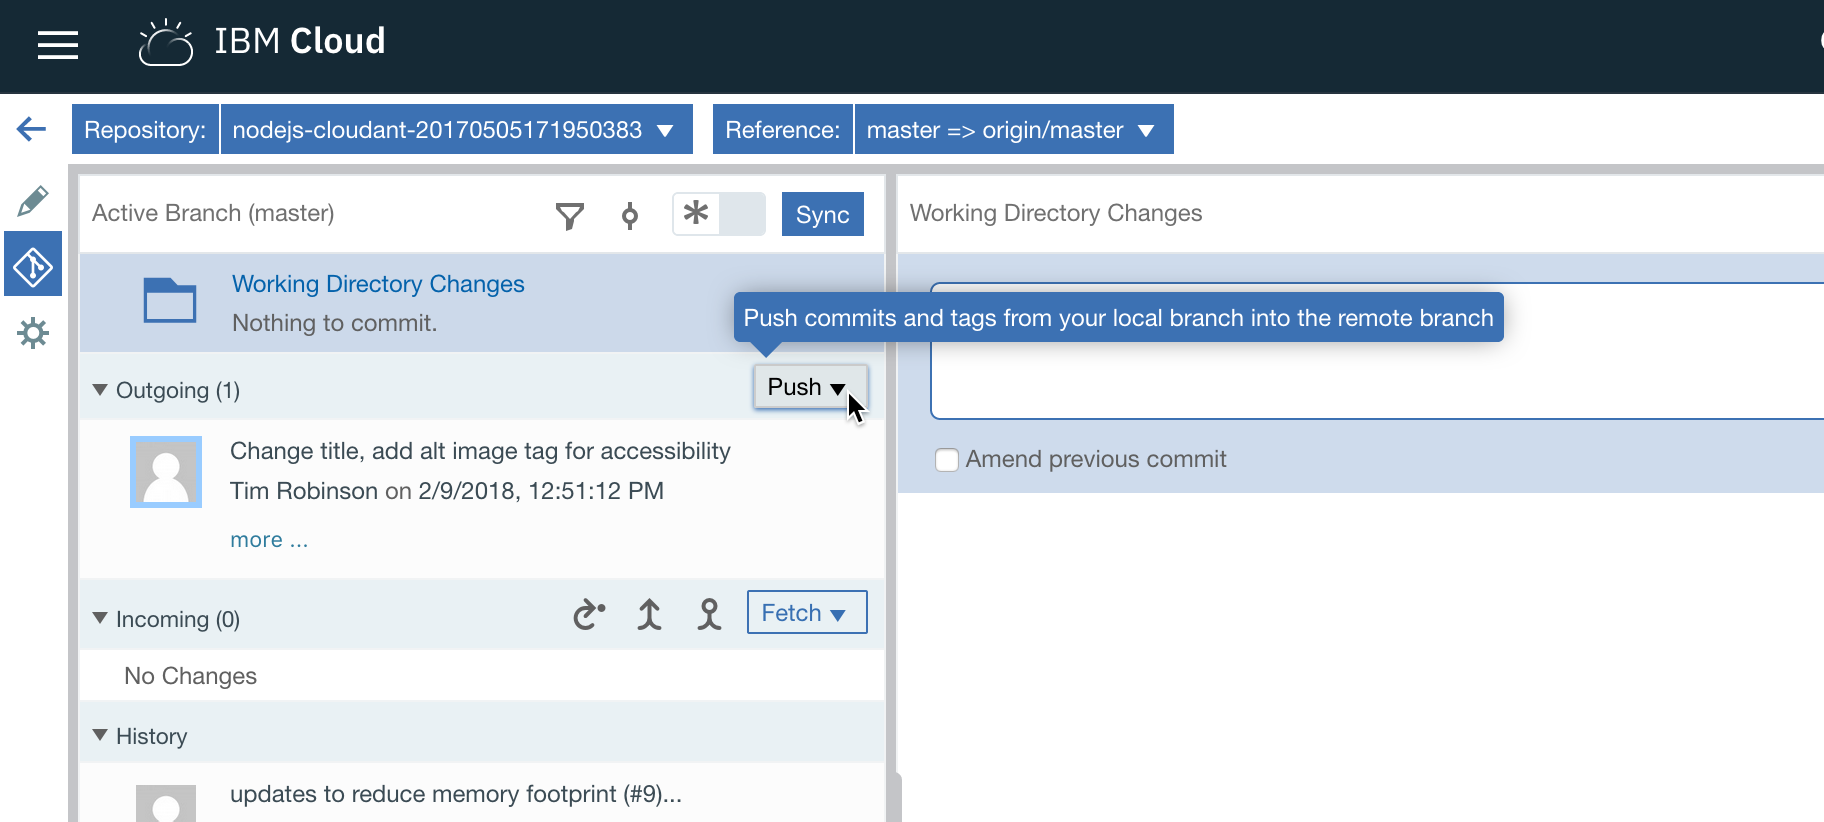 IBM Cloud
Repository: nodejs-cloudant-20170505171950383 ▼ Reference: master => origin/master ▼
Active Branch (master) Sync
Working Directory Changes
Working Directory Changes
Nothing to commit.
Push commits and tags from your local branch into the remote branch
Outgoing (1) Push ▼
Change title, add alt image tag for accessibility
Tim Robinson on 2/9/2018, 12:51:12 PM
more ...
Amend previous commit
Incoming (0) Fetch ▼
No Changes
History
updates to reduce memory footprint (#9)...